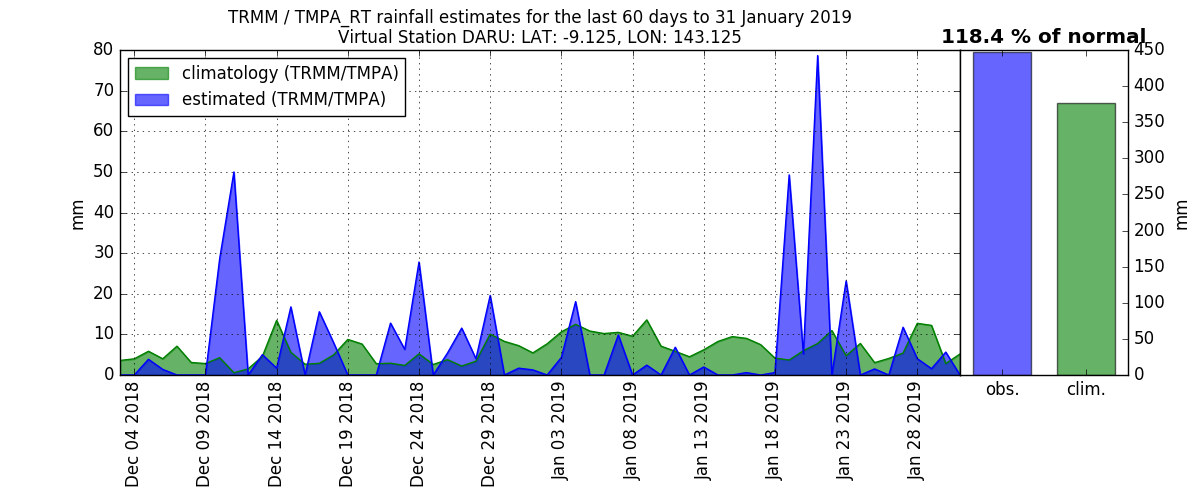 TRMM / TMPA_RT rainfall estimates for the last 60 days to 31 January 2019
Virtual Station DARU: LAT: -9.125, LON: 143.125
118.4 % of normal
climatology (TRMM/TMPA)
estimated (TRMM/TMPA)
80
70
60
50
40
30
20
10
0
mm
Dec 04 2018
Dec 09 2018
Dec 14 2018
Dec 19 2018
Dec 24 2018
Dec 29 2018
Jan 03 2019
Jan 08 2019
Jan 13 2019
Jan 18 2019
Jan 23 2019
Jan 28 2019
450
400
350
300
250
200
150
100
50
0
mm
obs.
clim.